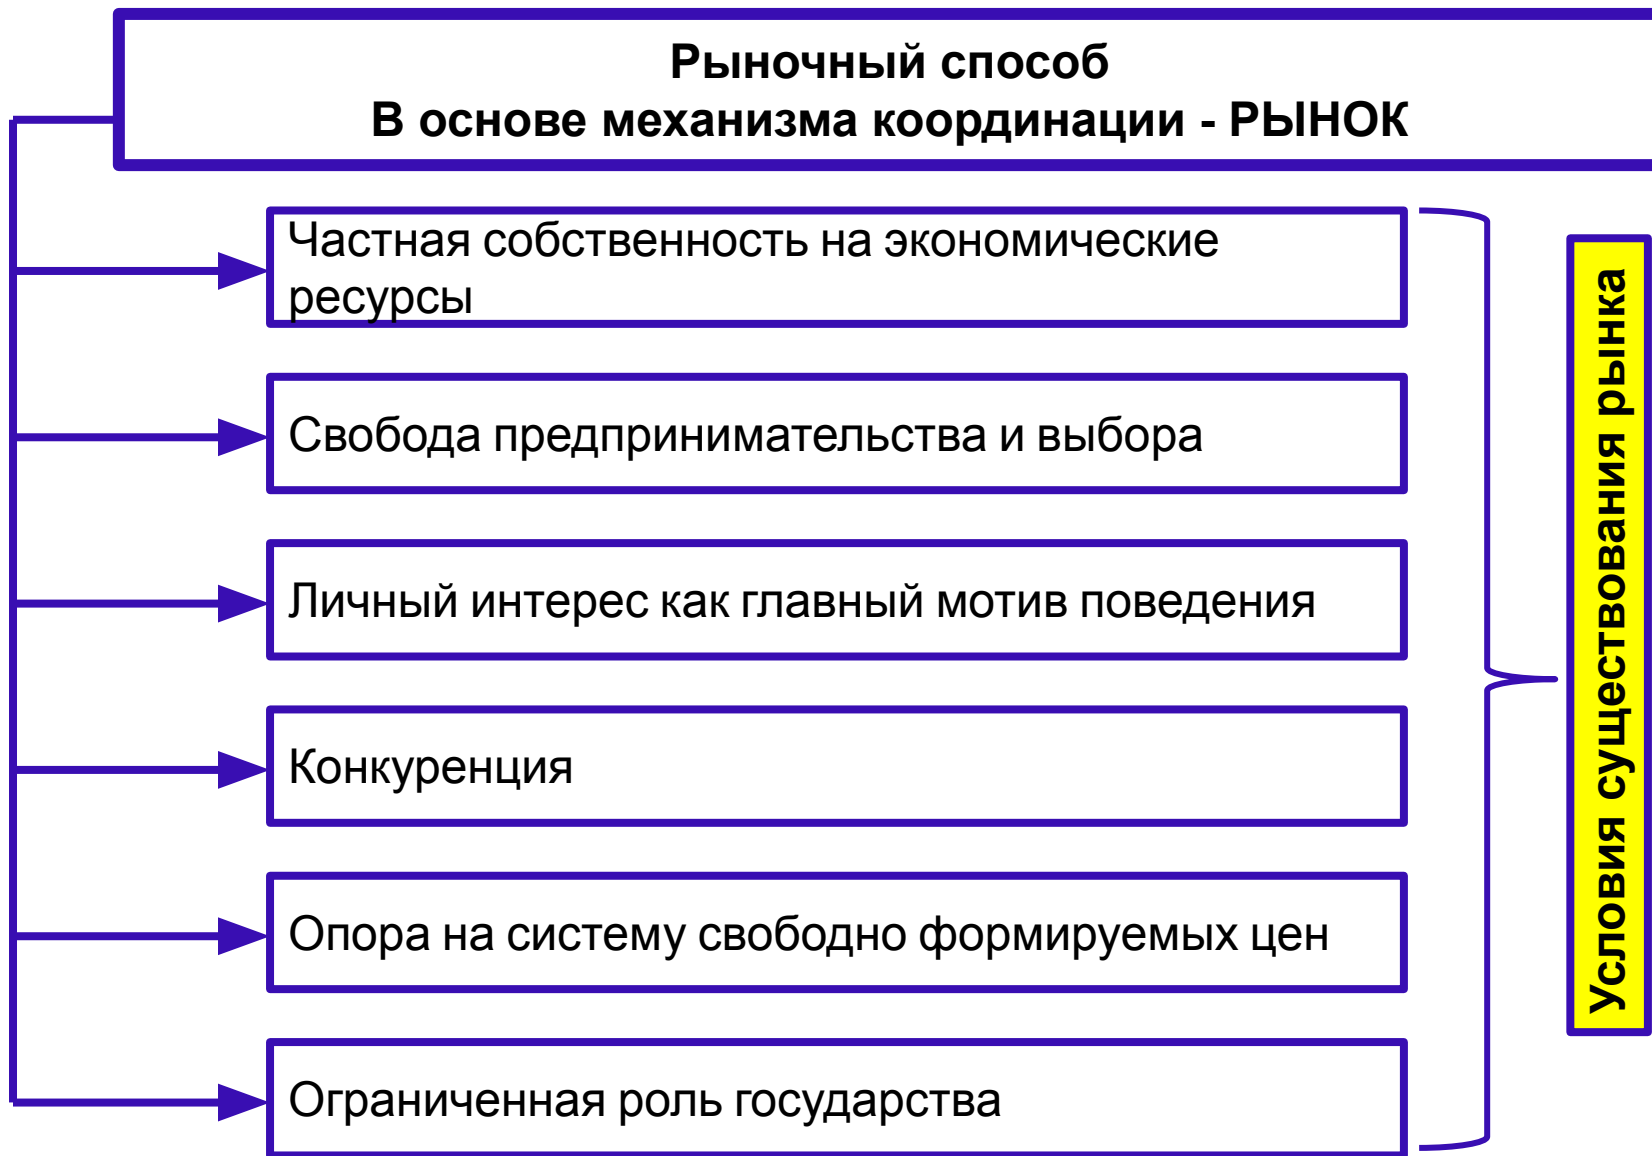 Рыночный способ
В основе механизма координации - РЫНОК
Частная собственность на экономические
ресурсы
Свобода предпринимательства и выбора
Личный интерес как главный мотив поведения
Конкуренция
Опора на систему свободно формируемых цен
Ограниченная роль государства
Условия существования рынка